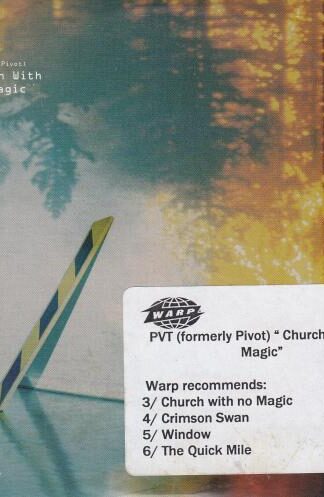 Pivot)
h With
agic
WARP
PVT (formerly Pivot) “ Church
Magic”
Warp recommends:
3/ Church with no Magic
4/ Crimson Swan
5/ Window
6/ The Quick Mile